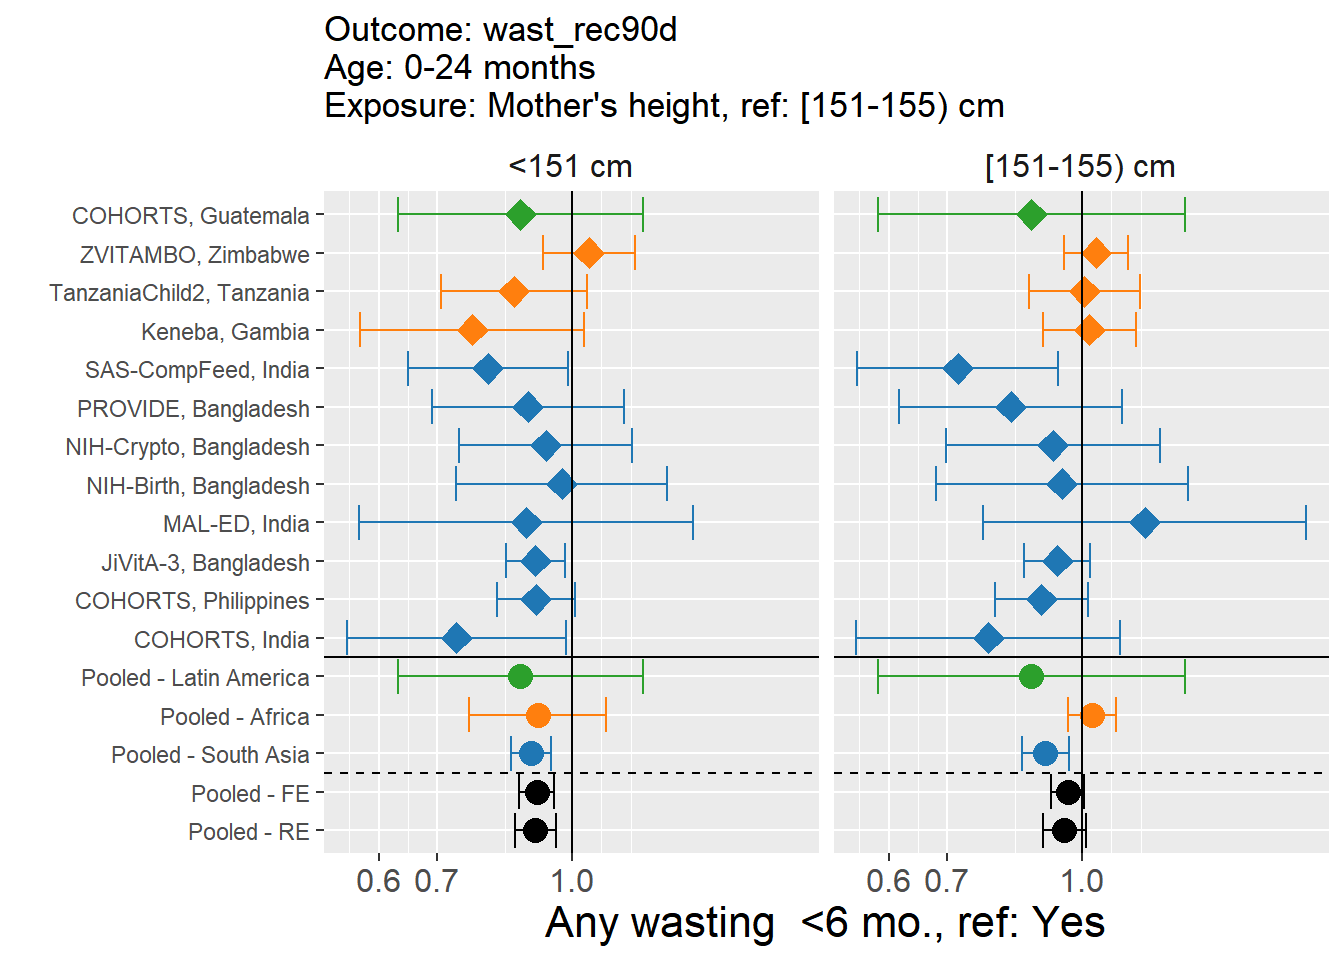 Outcome: wast_rec90d
Age: 0-24 months
Exposure: Mother's height, ref: [151-155) cm
<151 cm
[151-155) cm
COHORTS, Guatemala
ZVITAMBO, Zimbabwe
TanzaniaChild2, Tanzania
Keneba, Gambia
SAS-CompFeed, India
PROVIDE, Bangladesh
NIH-Crypto, Bangladesh
NIH-Birth, Bangladesh
MAL-ED, India
JiVitA-3, Bangladesh
COHORTS, Philippines
COHORTS, India
Pooled - Latin America
Pooled - Africa
Pooled - South Asia
Pooled - FE
Pooled - RE
0.6 0.7 1.0
0.6 0.7 1.0
Any wasting  <6 mo., ref: Yes